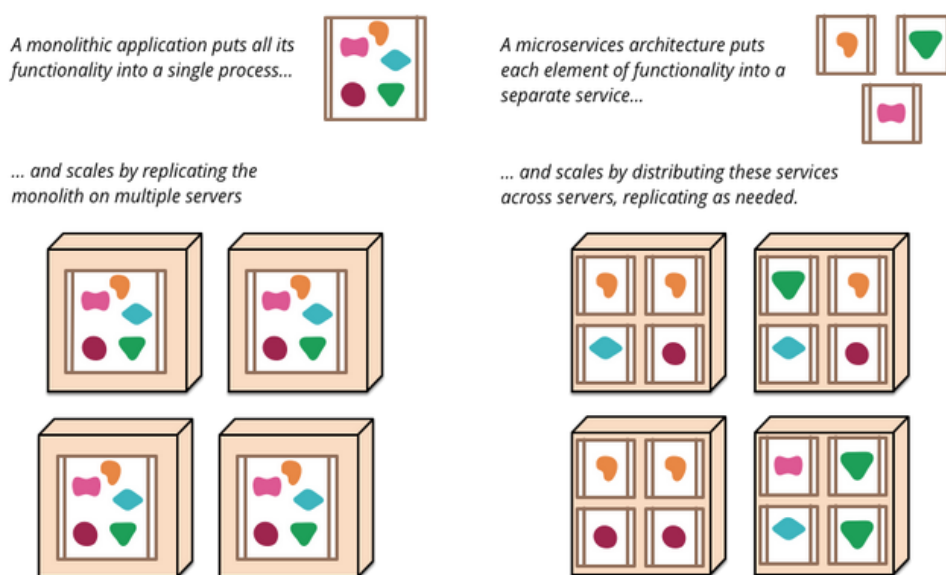 A monolithic application puts all its
functionality into a single process...
... and scales by replicating the
monolith on multiple servers
A microservices architecture puts
each element of functionality into a
separate service...
... and scales by distributing these services
across servers, replicating as needed.